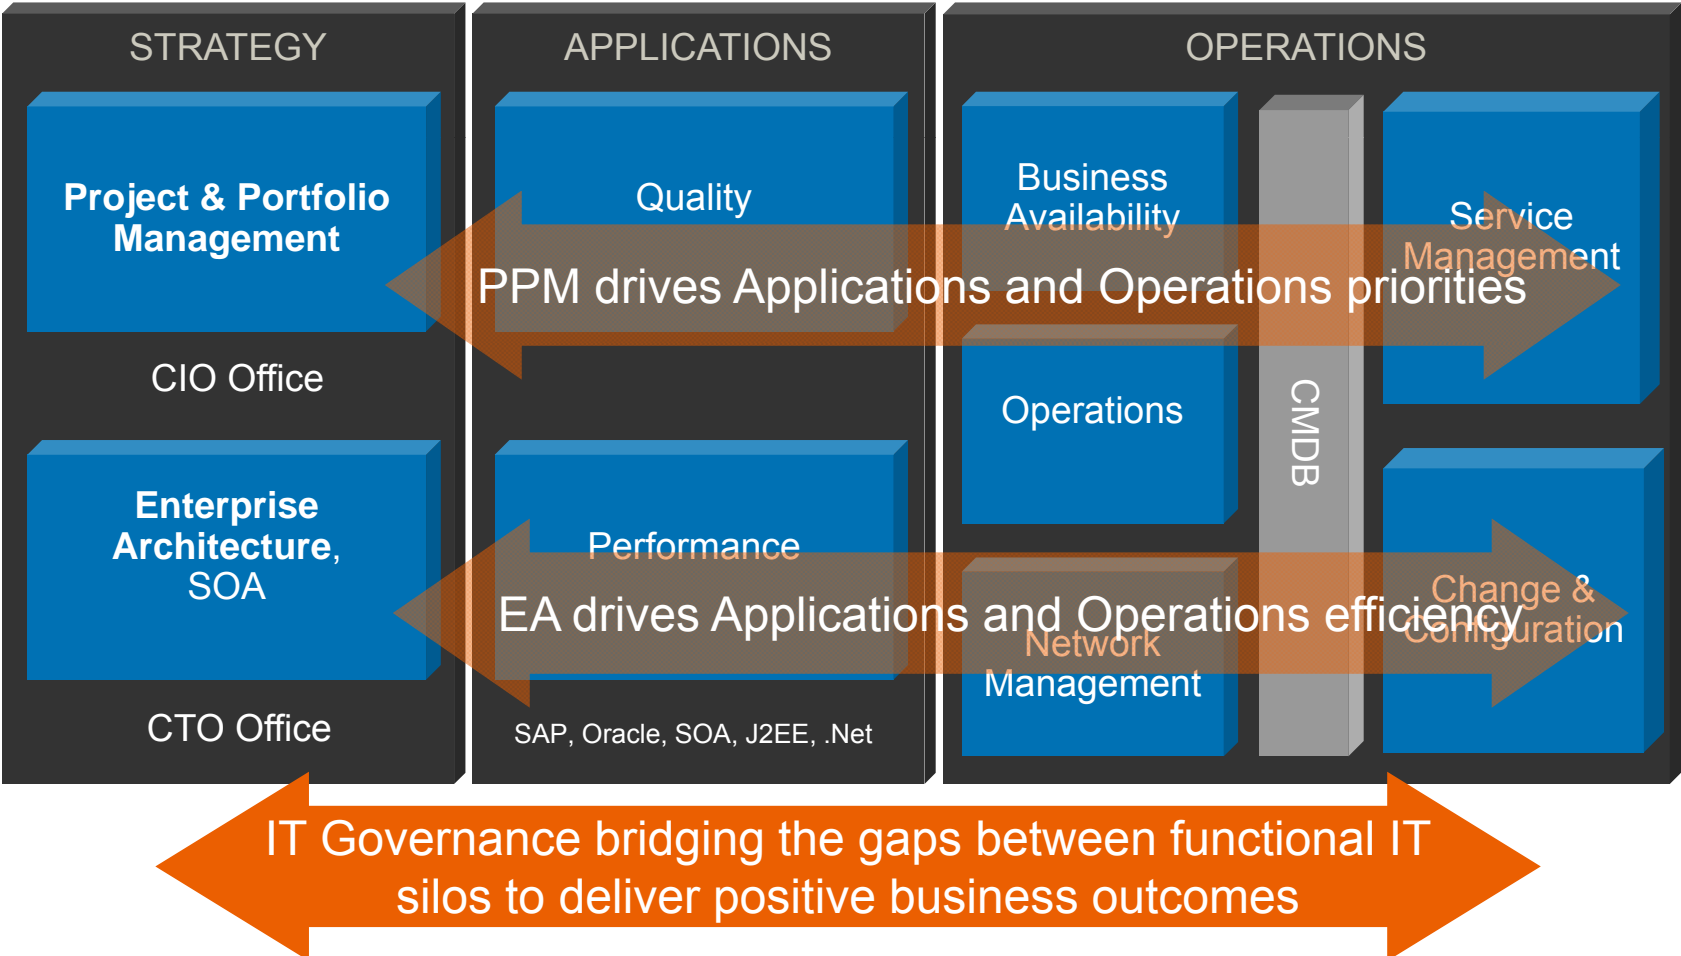 STRATEGY
Project & Portfolio
Management
CIO Office
Enterprise
Architecture,
SOA
CTO Office
APPLICATIONS
Quality
Performance
SAP, Oracle, SOA, J2EE, .Net
OPERATIONS
Business
Availability
Operations
Network
Management
CMDB
Service
Management
Change &
Configuration
PPM drives Applications and Operations priorities
EA drives Applications and Operations efficiency
IT Governance bridging the gaps between functional IT
silos to deliver positive business outcomes